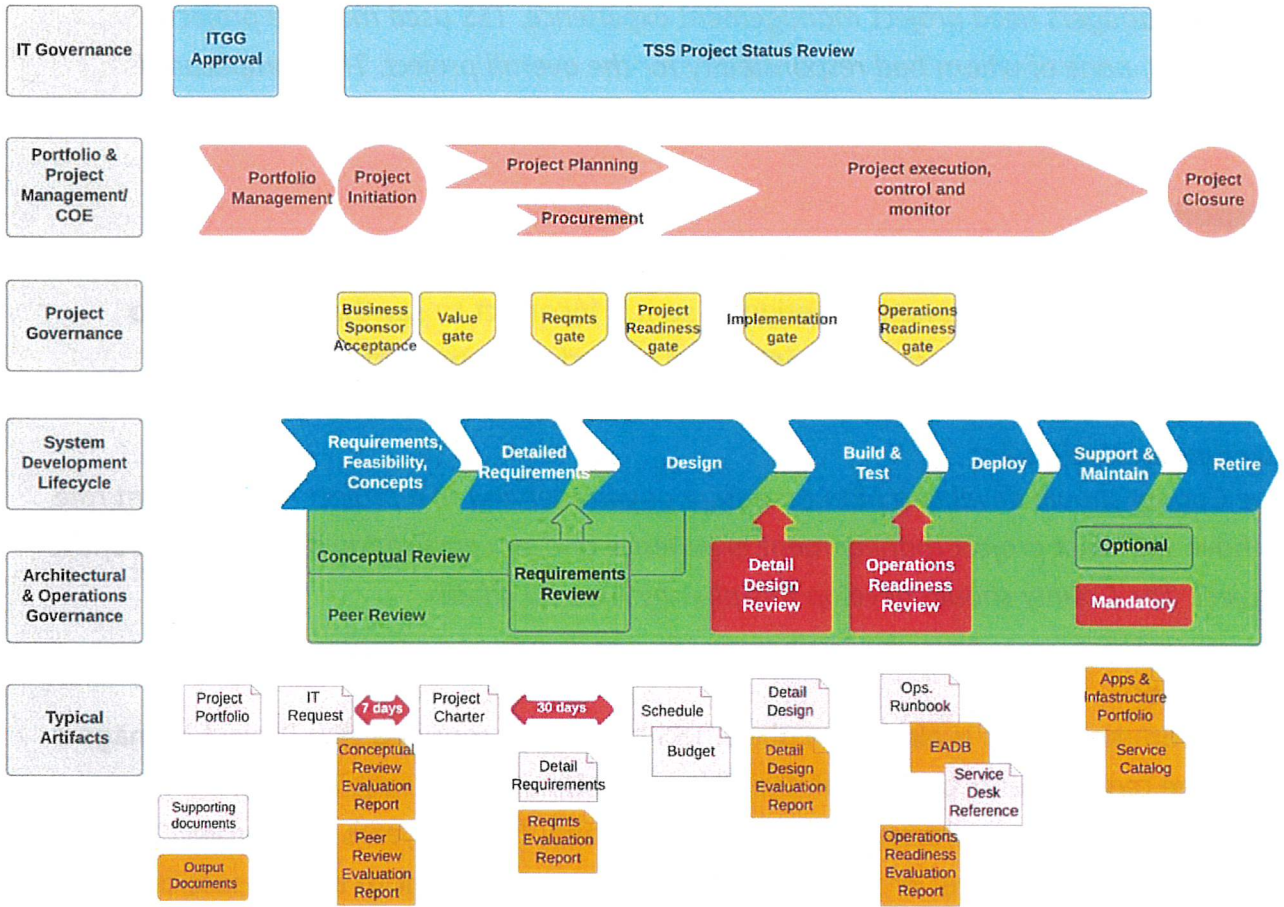 IT Governance
ITGG
Approval
TSS Project Status Review
Portfolio &
Project
Management/
COE
Portfolio
Management
Project
Initiation
Project Planning
Procurement
Project execution,
control and
monitor
Project
Closure
Project
Governance
Business
Sponsor
Acceptance
Value
gate
Reqmts
gate
Project
Readiness
gate
Implementation
gate
Operations
Readiness
gate
System
Development
Lifecycle
Requirements,
Feasibility,
Concepts
Detailed
Requirements
Design
Build &
Test
Deploy
Support &
Maintain
Retire
Architectural
& Operations
Governance
Conceptual Review
Peer Review
Requirements
Review
Detail
Design
Review
Operations
Readiness
Review
Optional
Mandatory
Typical
Artifacts
Project
Portfolio
IT
Request
7 days
Project
Charter
30 days
Schedule
Budget
Detail
Design
Ops.
Runbook
EADB
Service
Desk
Reference
Apps &
Infastructure
Portfolio
Service
Catalog
Conceptual
Review
Evaluation
Report
Peer
Review
Evaluation
Report
Detail
Requirements
Reqmts
Evaluation
Report
Detail
Design
Evaluation
Report
Operations
Readiness
Evaluation
Report
Supporting
documents
Output
Documents